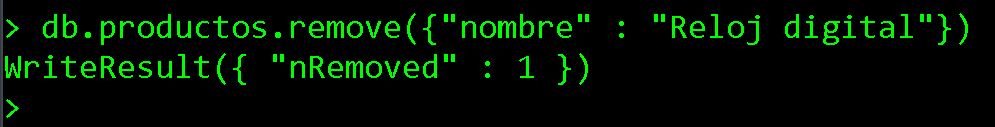 > db.productos.remove({"nombre" : "Reloj digital"})
WriteResult({ "nRemoved" : 1 })
>